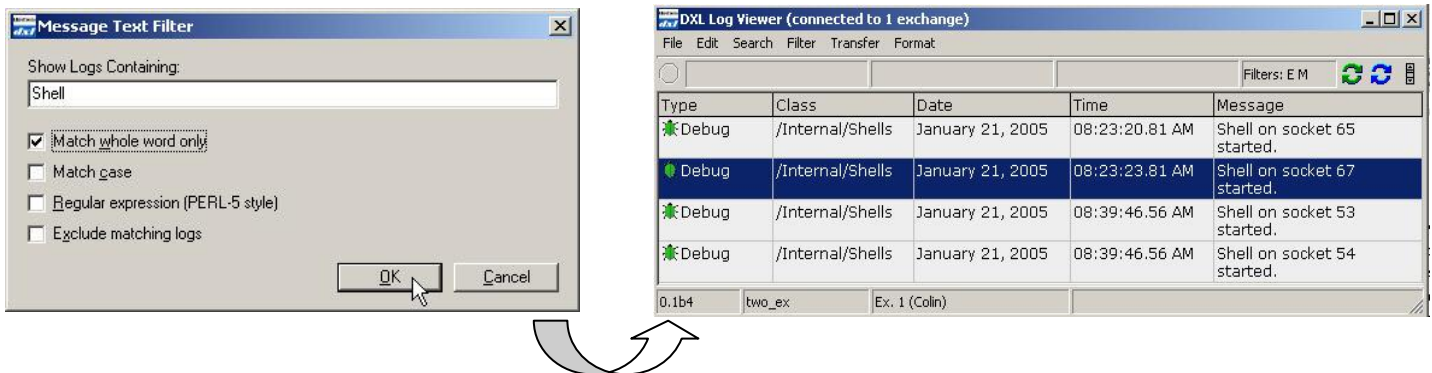 Message Text Filter
Show Logs Containing:
Shell
Match whole word only
Match case
Regular expression (PERL-5 style)
Exclude matching logs
OK
Cancel
DXL Log Viewer (connected to 1 exchange)
File Edit Search Filter Transfer Format
Filters: E M
Type Class Date Time Message
Debug /Internal/Shells January 21, 2005 08:23:20.81 AM Shell on socket 65
started.
Debug /Internal/Shells January 21, 2005 08:23:23.81 AM Shell on socket 67
started.
Debug /Internal/Shells January 21, 2005 08:39:46.56 AM Shell on socket 53
started.
Debug /Internal/Shells January 21, 2005 08:39:46.56 AM Shell on socket 54
started.
0.1b4 two_ex Ex. 1 (Colin)